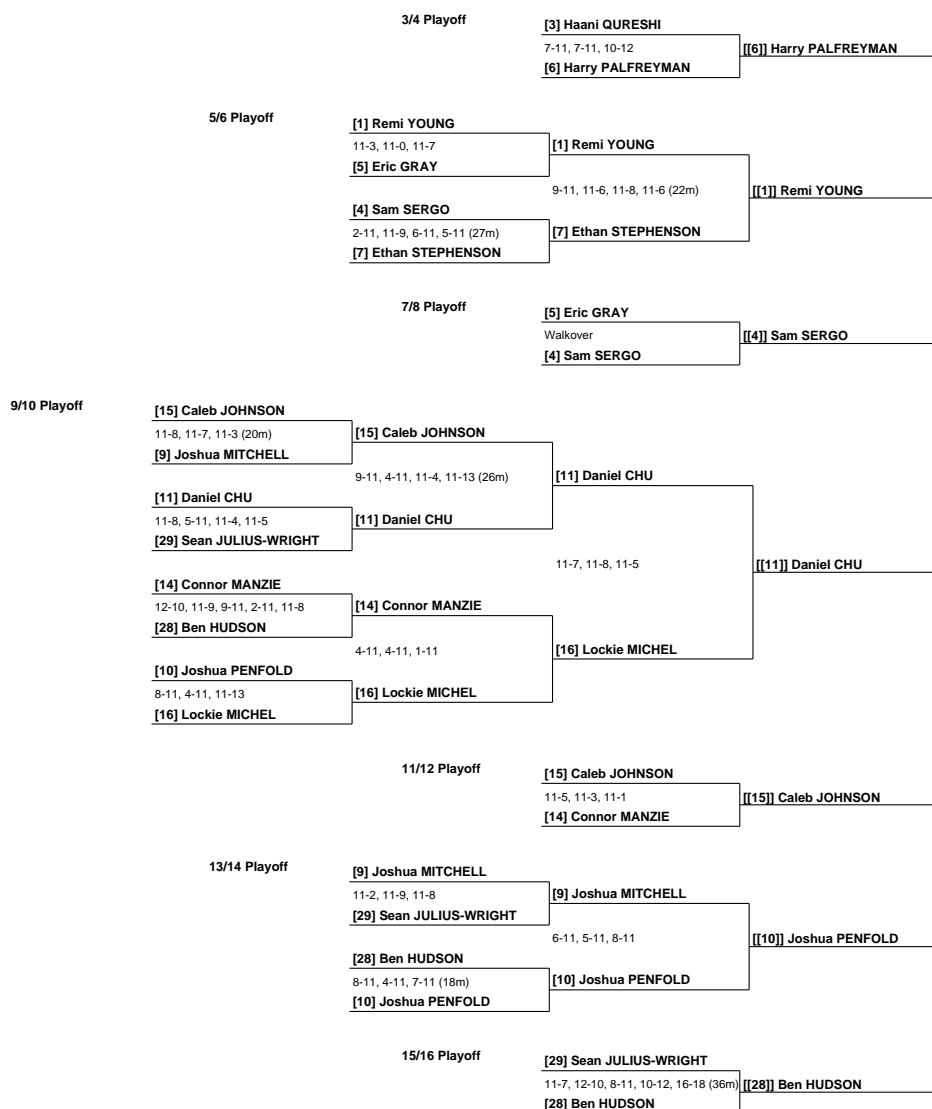 3/4 Playoff
[3] Haani QURESHI
7-11, 7-11, 10-12
[[6]] Harry PALFREYMAN
[6] Harry PALFREYMAN
5/6 Playoff
[1] Remi YOUNG
11-3, 11-0, 11-7
[1] Remi YOUNG
[5] Eric GRAY
9-11, 11-6, 11-8, 11-6 (22m)
[[1]] Remi YOUNG
[4] Sam SERGO
2-11, 11-9, 6-11, 5-11 (27m)
[7] Ethan STEPHENSON
[7] Ethan STEPHENSON
7/8 Playoff
[5] Eric GRAY
Walkover
[[4]] Sam SERGO
[4] Sam SERGO
9/10 Playoff
[15] Caleb JOHNSON
11-8, 11-7, 11-3 (20m)
[15] Caleb JOHNSON
[9] Joshua MITCHELL
9-11, 4-11, 11-4, 11-13 (26m)
[11] Daniel CHU
[11] Daniel CHU
11-8, 5-11, 11-4, 11-5
[11] Daniel CHU
[29] Sean JULIUS-WRIGHT
11-7, 11-8, 11-5
[[11]] Daniel CHU
[14] Connor MANZIE
12-10, 11-9, 9-11, 2-11, 11-8
[14] Connor MANZIE
[28] Ben HUDSON
4-11, 4-11, 1-11
[16] Lockie MICHEL
[10] Joshua PENFOLD
8-11, 4-11, 11-13
[16] Lockie MICHEL
[16] Lockie MICHEL
11/12 Playoff
[15] Caleb JOHNSON
11-5, 11-3, 11-1
[[15]] Caleb JOHNSON
[14] Connor MANZIE
13/14 Playoff
[9] Joshua MITCHELL
11-2, 11-9, 11-8
[9] Joshua MITCHELL
[29] Sean JULIUS-WRIGHT
6-11, 5-11, 8-11
[[10]] Joshua PENFOLD
[28] Ben HUDSON
8-11, 4-11, 7-11 (18m)
[10] Joshua PENFOLD
[10] Joshua PENFOLD
15/16 Playoff
[29] Sean JULIUS-WRIGHT
11-7, 12-10, 8-11, 10-12, 16-18 (36m)
[[28]] Ben HUDSON
[28] Ben HUDSON